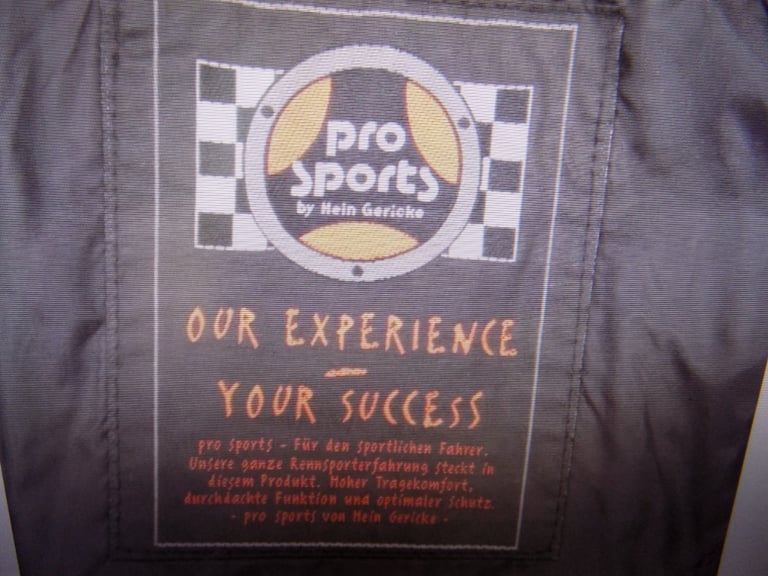 pro
sports
by Hein Gericke
OUR EXPERIENCE
–
YOUR SUCCESS
pro sports - Für den sportlichen Fahrer.
Unsere ganze Rennsporterfahrung steckt in
diesem Produkt. Hoher Tragekomfort,
durchdachte Funktion und optimaler Schutz.
- pro sports von Hein Gericke -